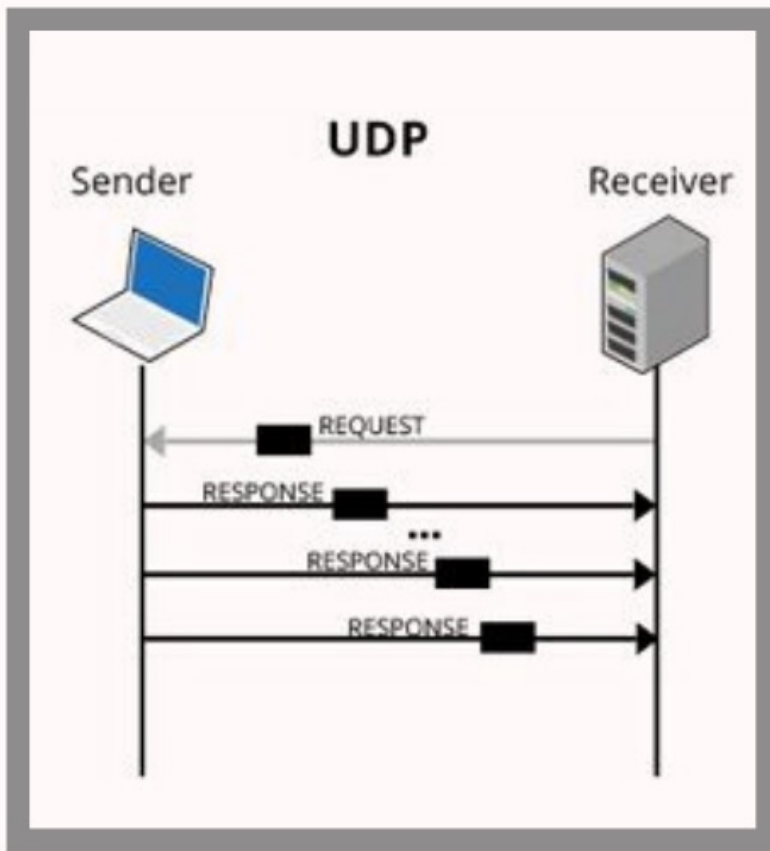 UDP
Sender
Receiver
REQUEST
RESPONSE
...
RESPONSE
RESPONSE